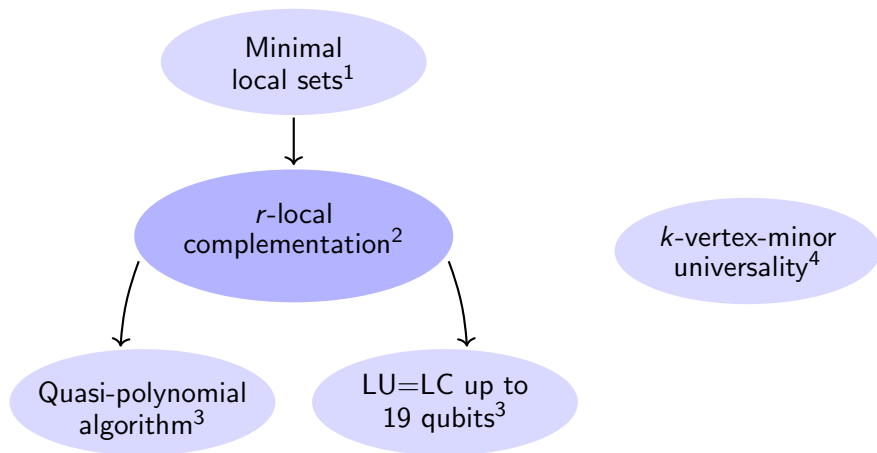 Minimal
local sets¹
r-local
complementation²
k-vertex-minor
universality⁴
Quasi-polynomial
algorithm³
LU=LC up to
19 qubits³